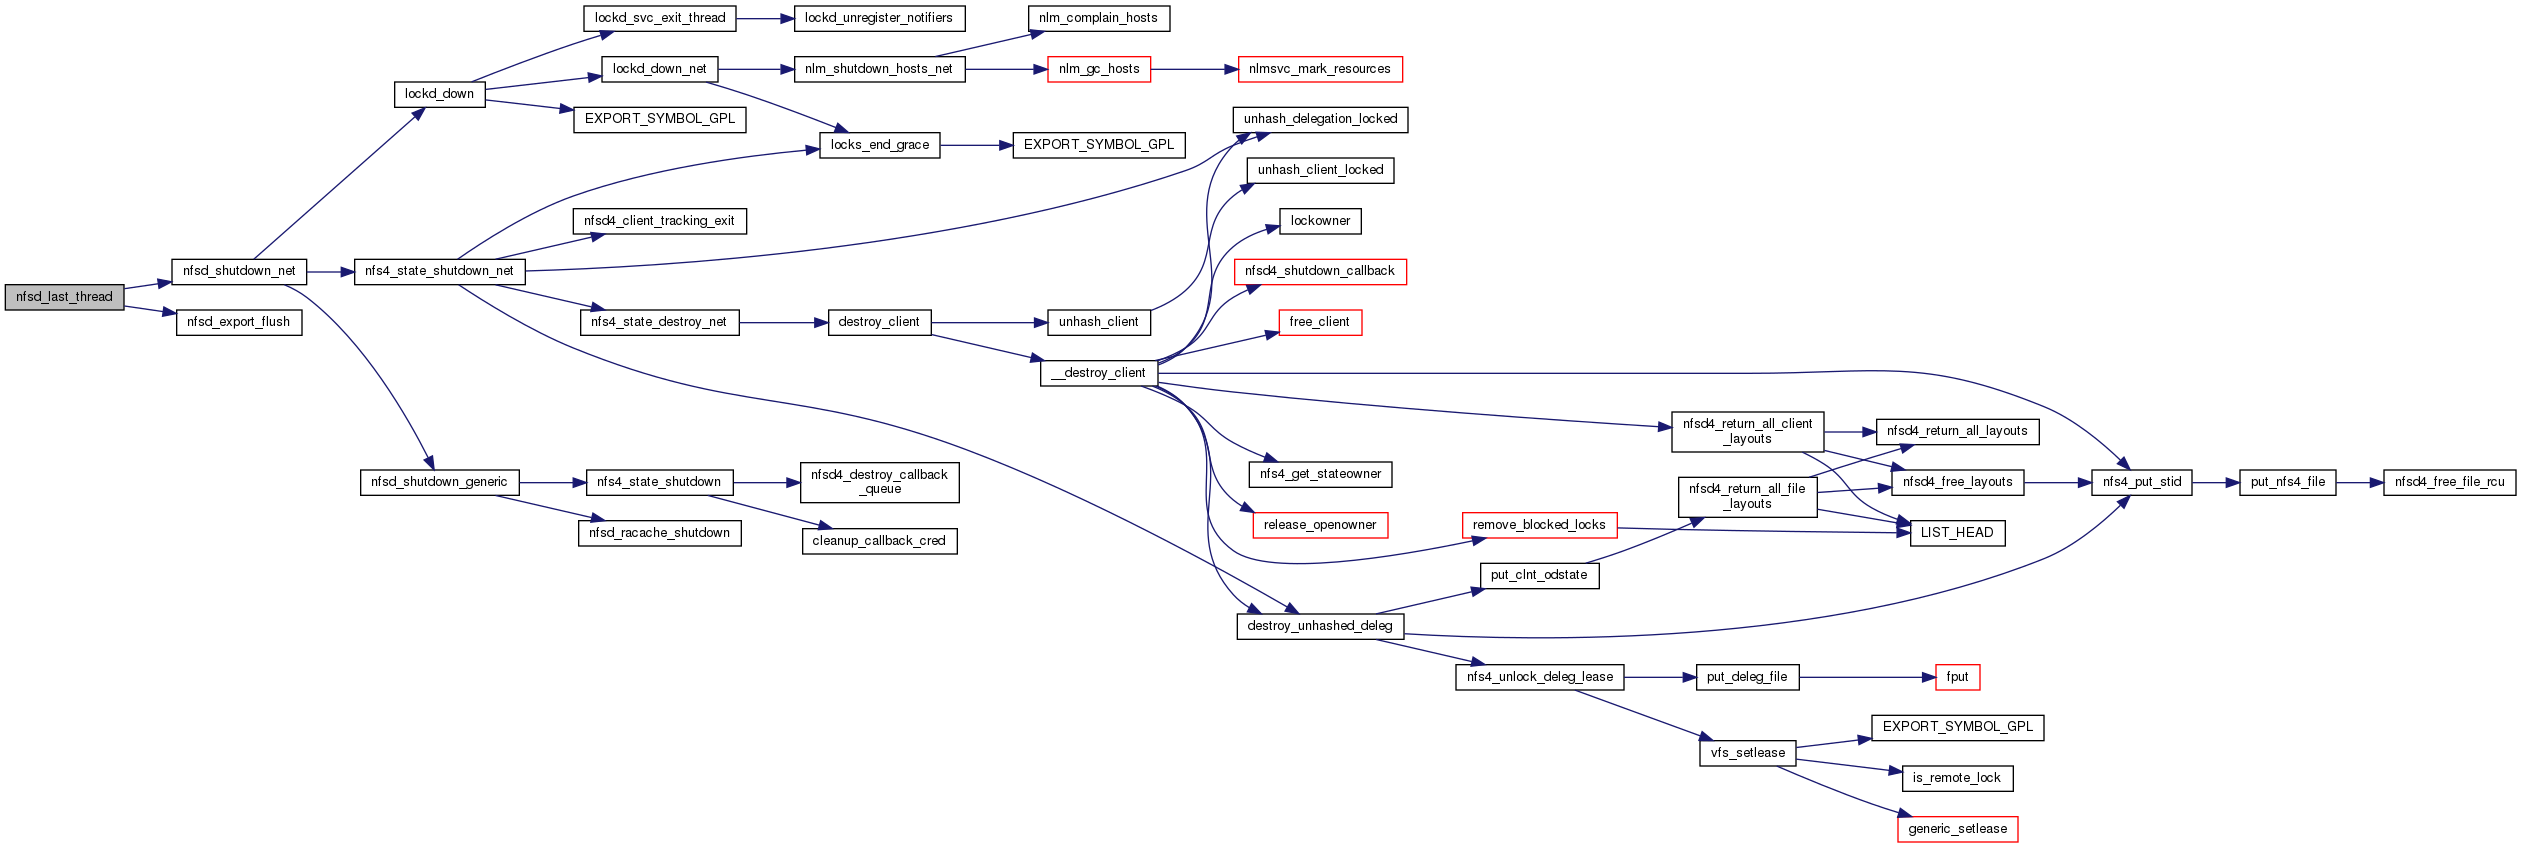 lockd_svc_exit_thread
lockd_unregister_notifiers
nlm_complain_hosts
lockd_down_net
nlm_shutdown_hosts_net
nlm_gc_hosts
nlmsvc_mark_resources
lockd_down
EXPORT_SYMBOL_GPL
unhash_delegation_locked
locks_end_grace
EXPORT_SYMBOL_GPL
unhash_client_locked
nfsd4_client_tracking_exit
lockowner
nfsd_shutdown_net
nfs4_state_shutdown_net
nfsd4_shutdown_callback
nfsd_last_thread
nfsd_export_flush
nfs4_state_destroy_net
destroy_client
unhash_client
free_client
__destroy_client
nfsd4_return_all_client
_layouts
nfsd4_return_all_layouts
nfs4_get_stateowner
nfsd_shutdown_generic
nfs4_state_shutdown
nfsd4_destroy_callback
_queue
nfsd4_return_all_file
_layouts
nfsd4_free_layouts
nfs4_put_stid
put_nfs4_file
nfsd4_free_file_rcu
release_openowner
remove_blocked_locks
nfsd_racache_shutdown
LIST_HEAD
cleanup_callback_cred
put_clnt_odstate
destroy_unhashed_deleg
nfs4_unlock_deleg_lease
put_deleg_file
fput
EXPORT_SYMBOL_GPL
vfs_setlease
is_remote_lock
generic_setlease